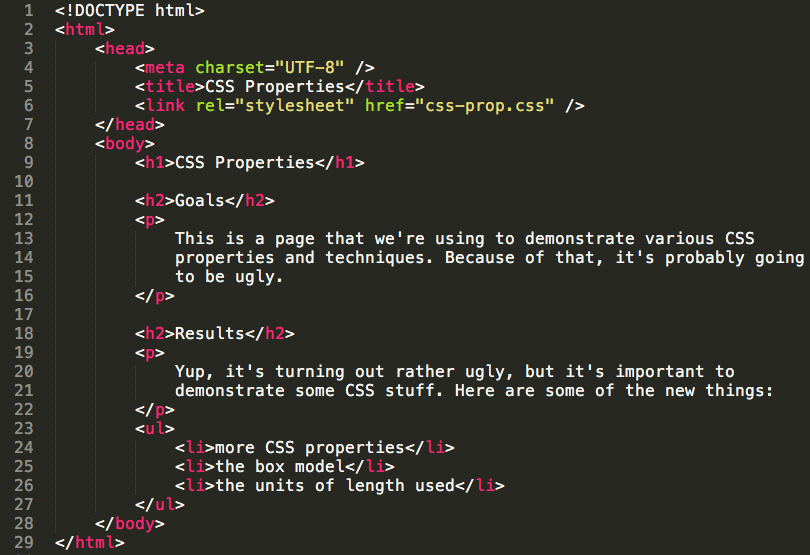 1 <!DOCTYPE html>
2 <html>
3     <head>
4         <meta charset="UTF-8" />
5         <title>CSS Properties</title>
6         <link rel="stylesheet" href="css-prop.css" />
7     </head>
8     <body>
9         <h1>CSS Properties</h1>
10
11         <h2>Goals</h2>
12         <p>
13             This is a page that we're using to demonstrate various CSS
14             properties and techniques. Because of that, it's probably going
15             to be ugly.
16         </p>
17
18         <h2>Results</h2>
19         <p>
20             Yup, it's turning out rather ugly, but it's important to
21             demonstrate some CSS stuff. Here are some of the new things:
22         </p>
23         <ul>
24             <li>more CSS properties</li>
25             <li>the box model</li>
26             <li>the units of length used</li>
27         </ul>
28     </body>
29 </html>